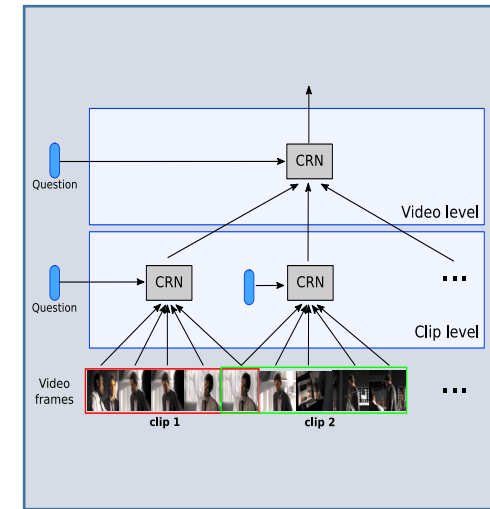 CRN
Question
Video level
CRN
CRN
...
Question
Clip level
Video
frames
...
clip 1
clip 2